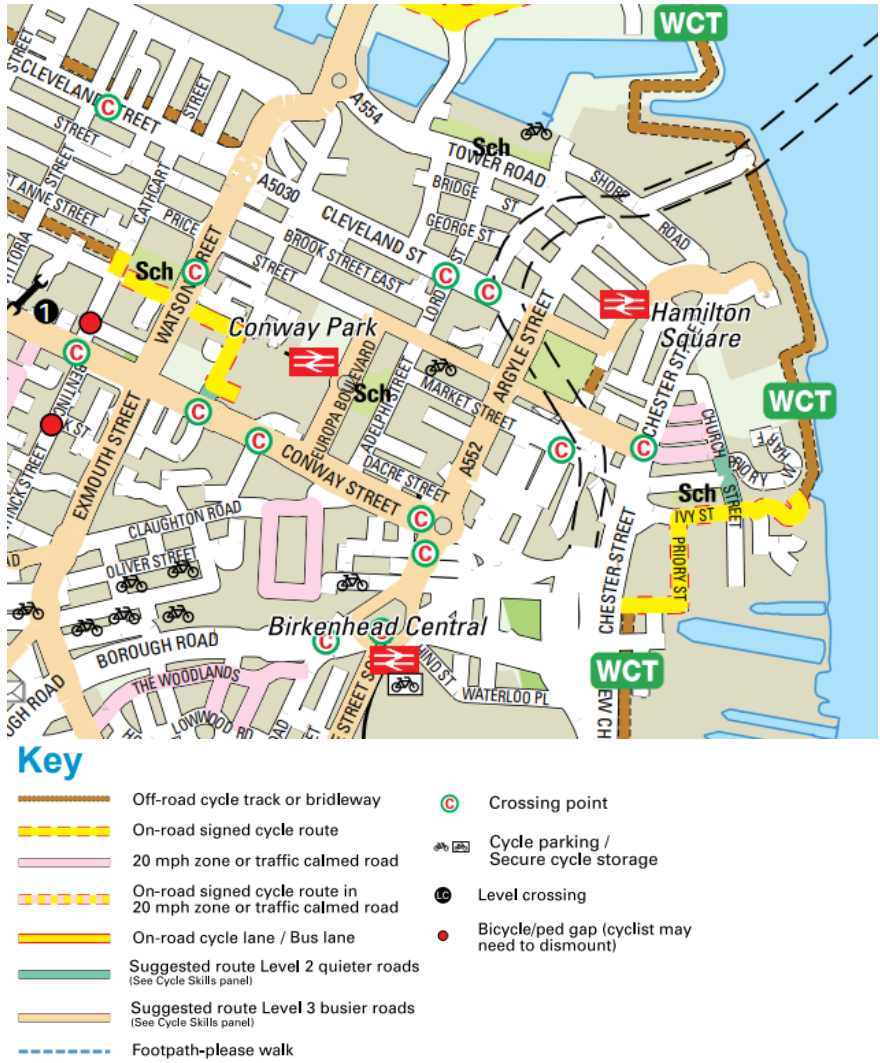 WCT
STREET
CLEVELAND STREET
C
STREET
A554
Sch
TOWER ROAD
SHORE ROAD
STREET
STREET
BRIDGE ST
A5030
CATHCART
ST ANNE STREET
PRICE STREET
GEORGE ST
CLEVELAND ST
BROOK STREET EAST
LORD ST
C
C
C
Sch
WATSON STREET
1
Conway Park
Hamilton Square
ARGYLE STREET
C
EUROPA BOULEVARD
Sch
ADELPHI STREET
MARKET STREET
CHESTER STREET
WCT
C
C
C
C
CHURCH STREET
PRIORY
EXMOUTH STREET
CONWAY STREET
DACRE STREET
A552
Sch
IVY ST
C
C
CLAUGHTON ROAD
OLIVER STREET
CHESTER STREET
PRIORY ST
Birkenhead Central
C
C
BOROUGH ROAD
WCT
THE WOODLANDS
WATERLOO PL
LOWWOOD RD
Key
Off-road cycle track or bridleway
On-road signed cycle route
20 mph zone or traffic calmed road
On-road signed cycle route in
20 mph zone or traffic calmed road
On-road cycle lane / Bus lane
Suggested route Level 2 quieter roads
(See Cycle Skills panel)
Suggested route Level 3 busier roads
(See Cycle Skills panel)
Footpath-please walk
C Crossing point
Cycle parking /
Secure cycle storage
LC Level crossing
Bicycle/ped gap (cyclist may
need to dismount)